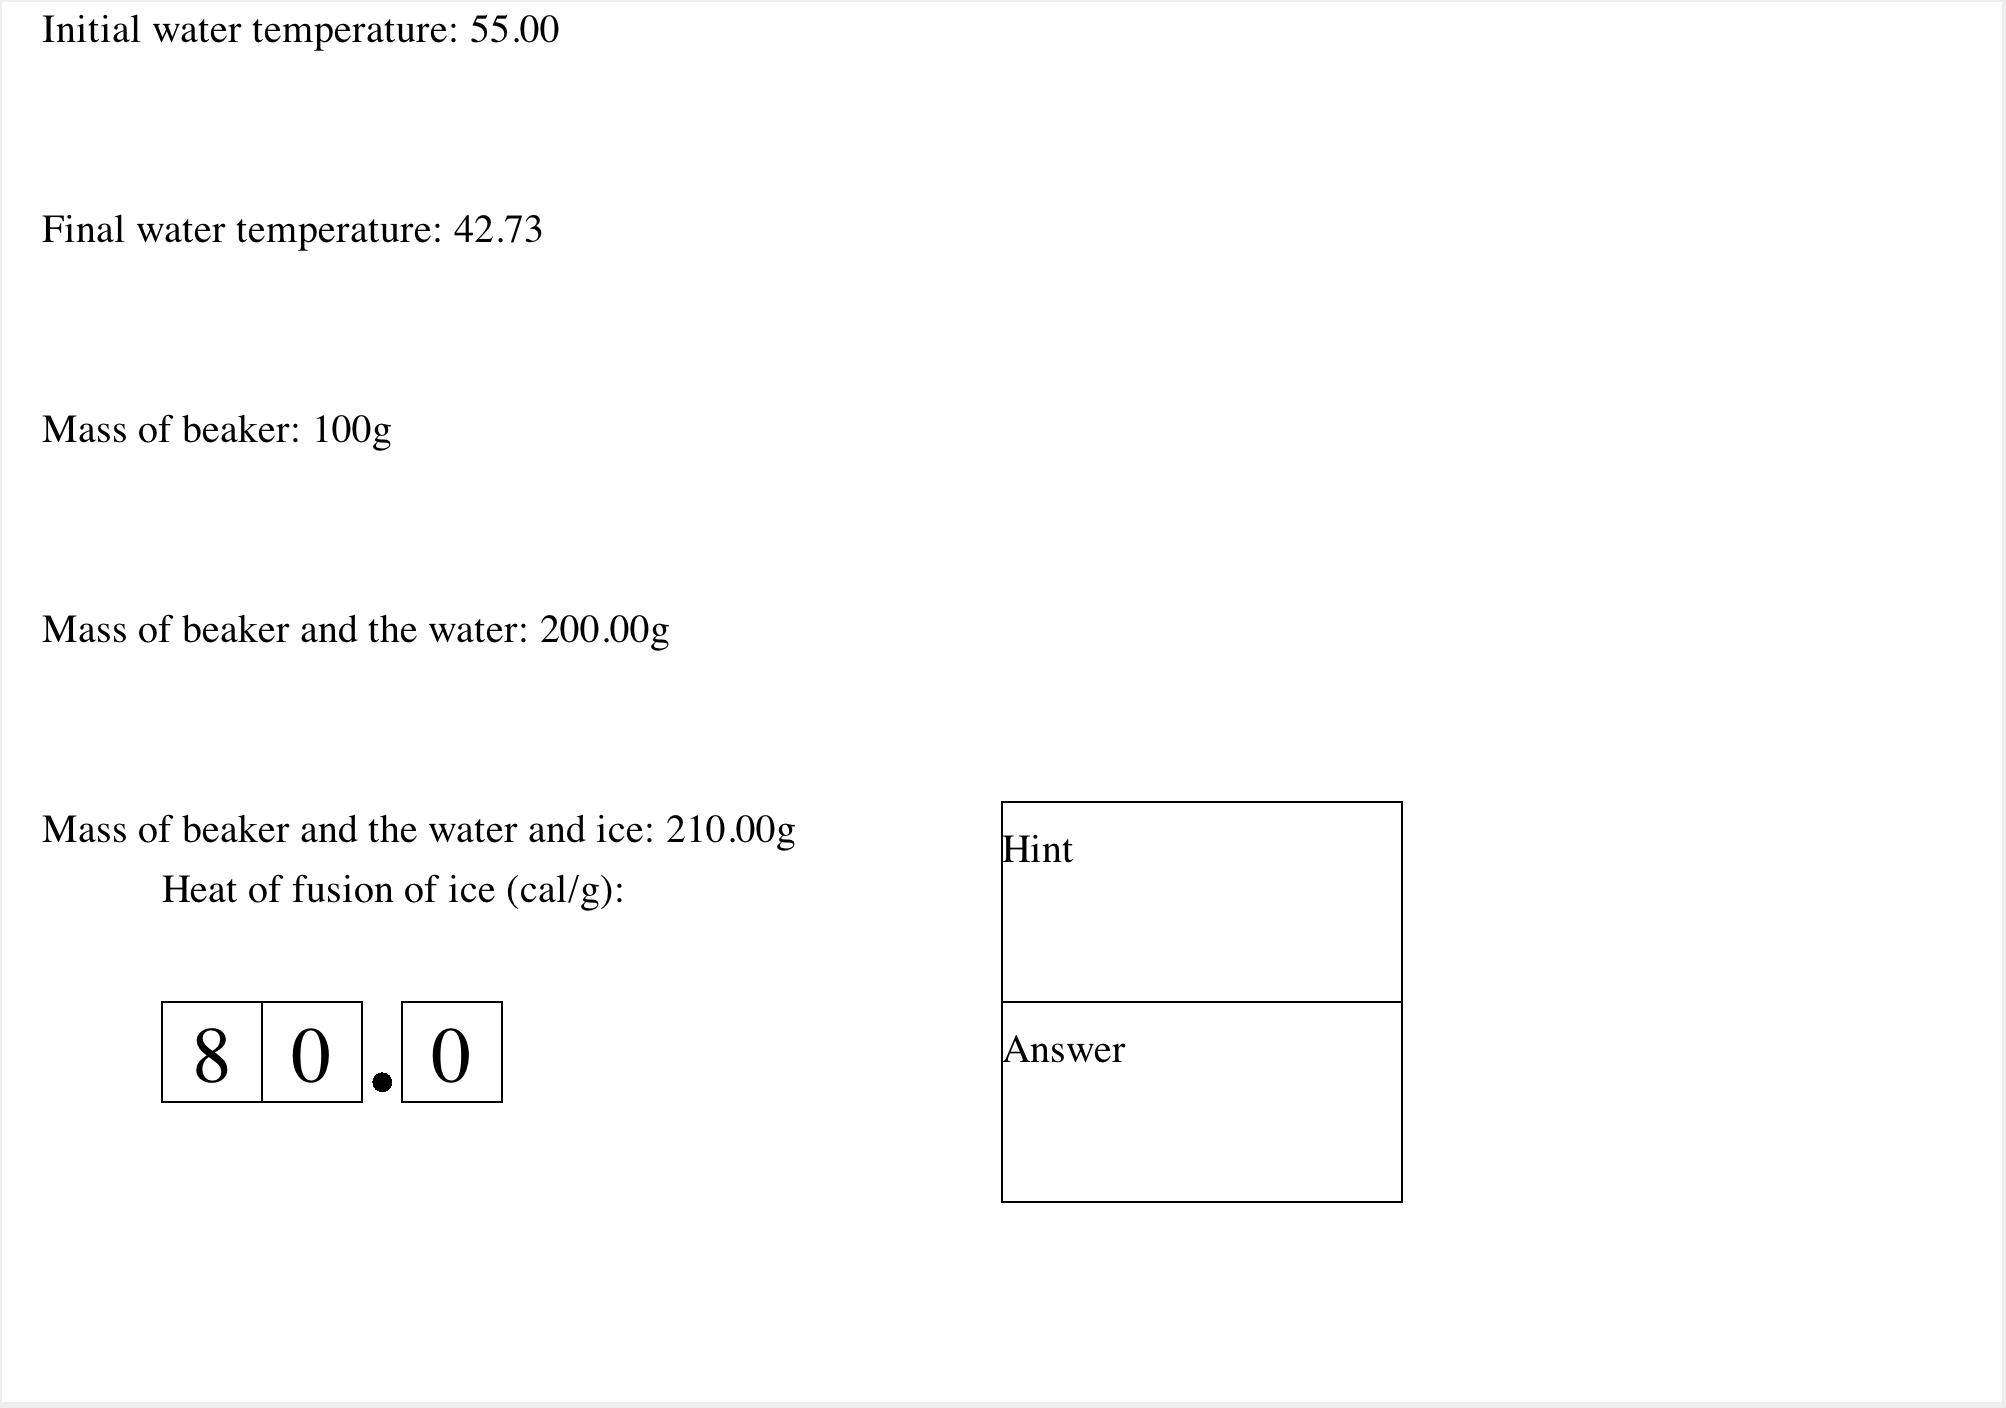 Initial water temperature: 55.00
Final water temperature: 42.73
Mass of beaker: 100g
Mass of beaker and the water: 200.00g
Mass of beaker and the water and ice: 210.00g
Heat of fusion of ice (cal/g):
80.0
Hint
Answer